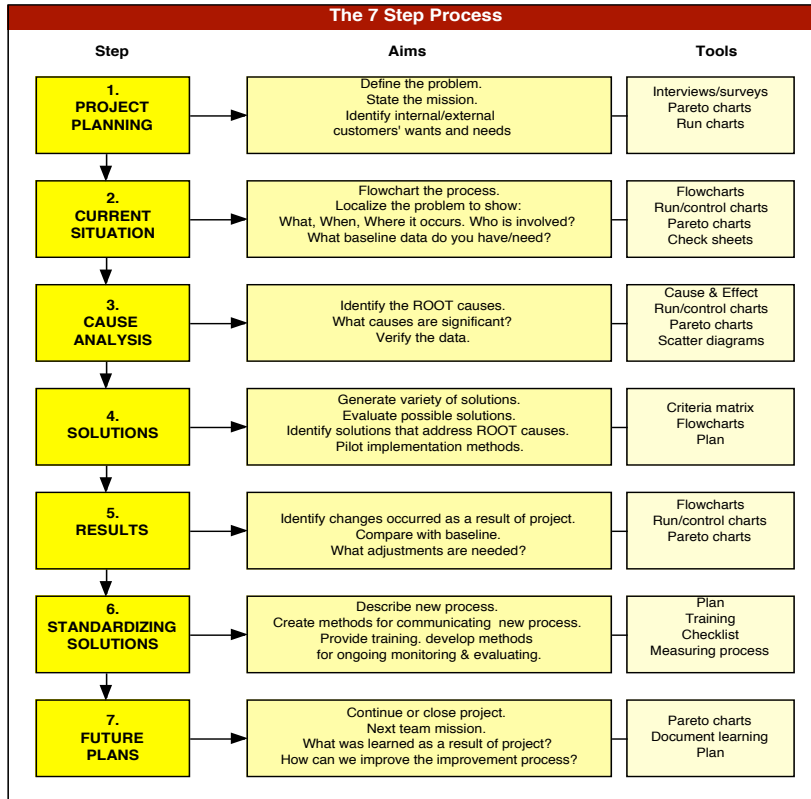 The 7 Step Process
Step
Aims
Tools
1.
PROJECT
PLANNING
Define the problem.
State the mission.
Identify internal/external
customers' wants and needs
Interviews/surveys
Pareto charts
Run charts
2.
CURRENT
SITUATION
Flowchart the process.
Localize the problem to show:
What, When, Where it occurs. Who is involved?
What baseline data do you have/need?
Flowcharts
Run/control charts
Pareto charts
Check sheets
3.
CAUSE
ANALYSIS
Identify the ROOT causes.
What causes are significant?
Verify the data.
Cause & Effect
Run/control charts
Pareto charts
Scatter diagrams
4.
SOLUTIONS
Generate variety of solutions.
Evaluate possible solutions.
Identify solutions that address ROOT causes.
Pilot implementation methods.
Criteria matrix
Flowcharts
Plan
5.
RESULTS
Identify changes occurred as a result of project.
Compare with baseline.
What adjustments are needed?
Flowcharts
Run/control charts
Pareto charts
6.
STANDARDIZING
SOLUTIONS
Describe new process.
Create methods for communicating new process.
Provide training. develop methods
for ongoing monitoring & evaluating.
Plan
Training
Checklist
Measuring process
7.
FUTURE
PLANS
Continue or close project.
Next team mission.
What was learned as a result of project?
How can we improve the improvement process?
Pareto charts
Document learning
Plan